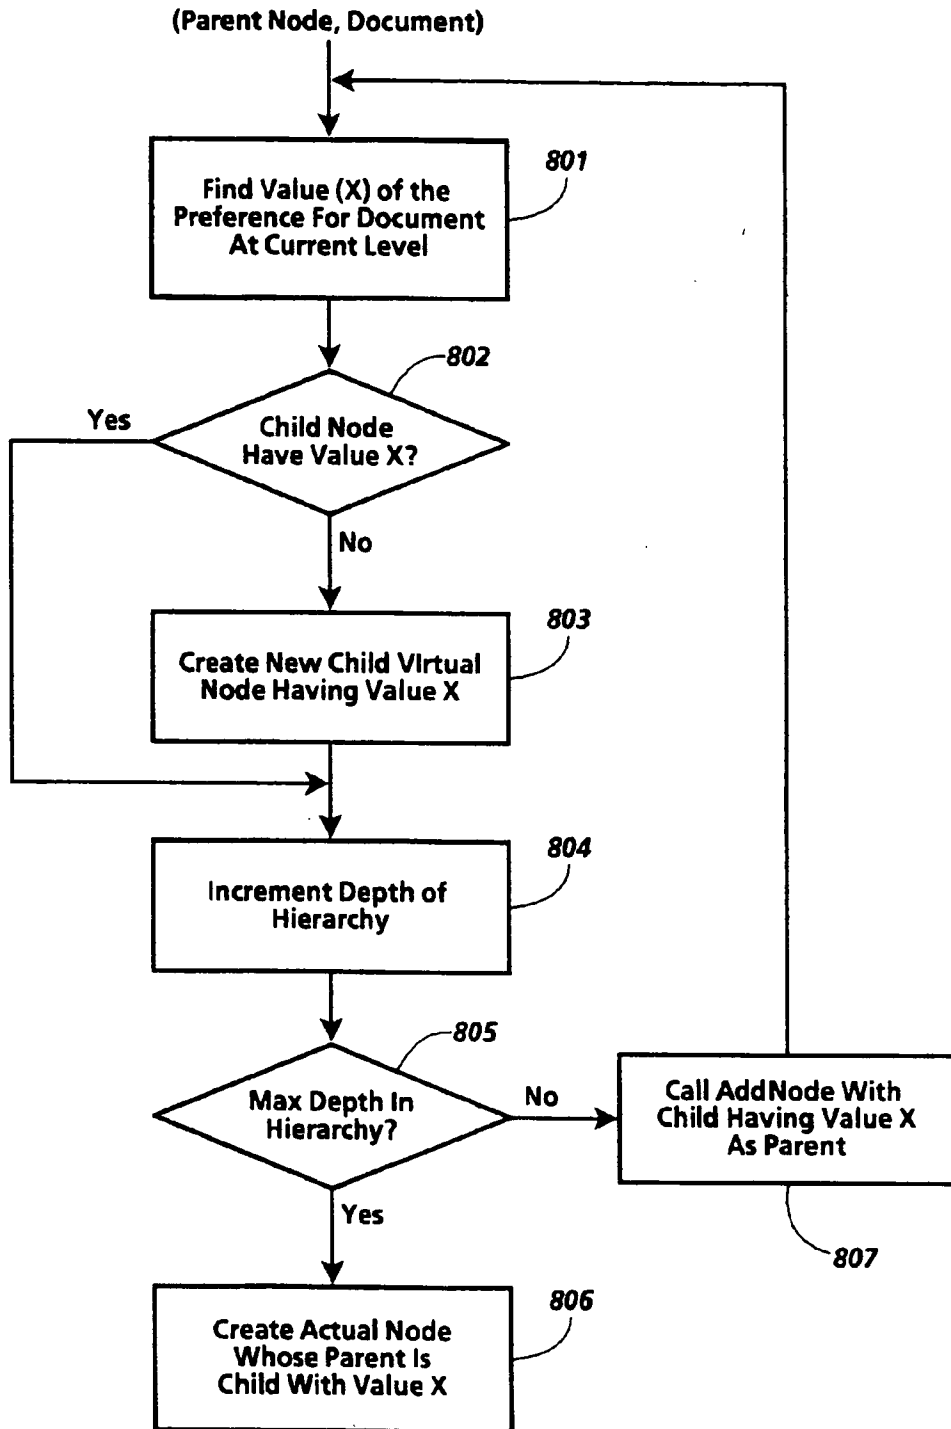 (Parent Node, Document)
801
Find Value (X) of the
Preference For Document
At Current Level
802
Yes
Child Node
Have Value X?
No
803
Create New Child Virtual
Node Having Value X
804
Increment Depth of
Hierarchy
805
Max Depth In
Hierarchy?
No
Call AddNode With
Child Having Value X
As Parent
Yes
807
806
Create Actual Node
Whose Parent Is
Child With Value X